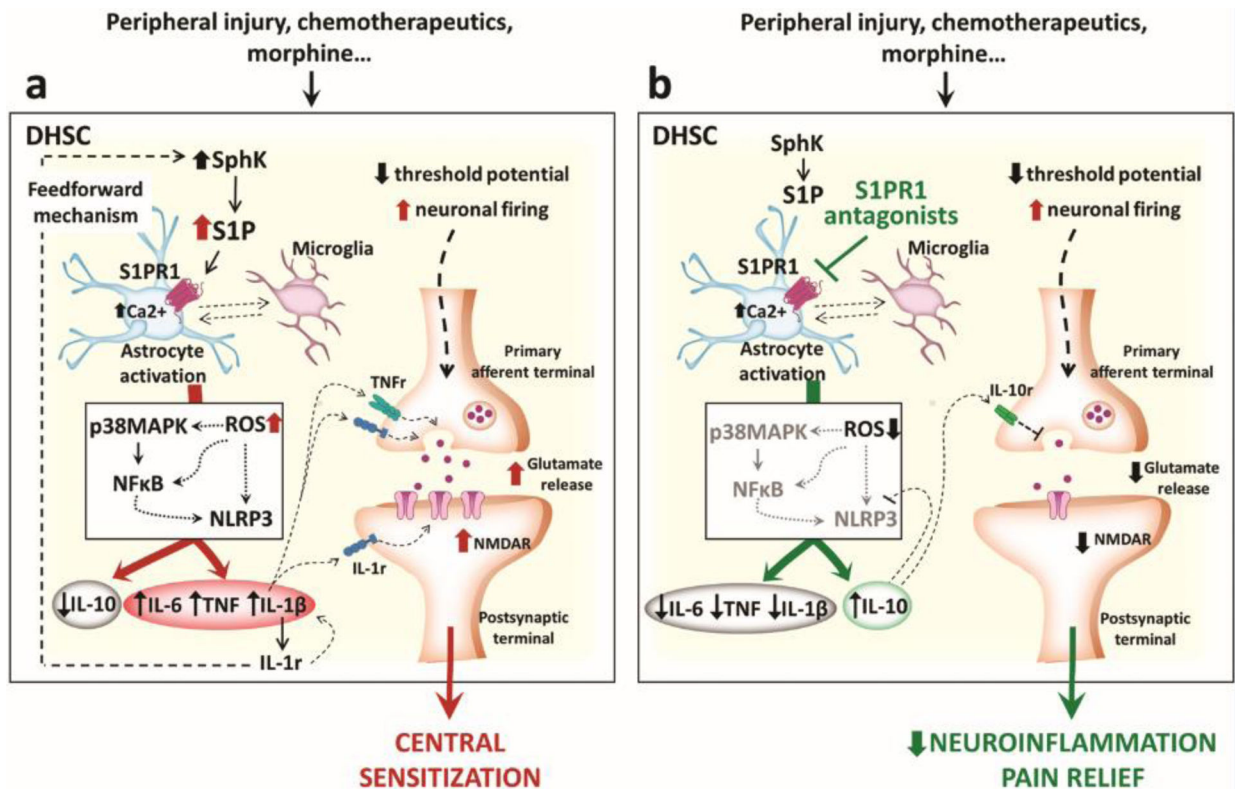 Peripheral injury, chemotherapeutics,
morphine...
a
DHSC
SphK
Feedforward
mechanism
S1P
S1PR1
Ca2+
Microglia
Astrocyte
activation
threshold potential
neuronal firing
Primary
afferent terminal
TNFr
p38MAPK
ROS
NFκB
NLRP3
Glutamate
release
NMDAR
IL-1r
IL-10
IL-6
TNF
IL-1β
IL-1r
Postsynaptic
terminal
CENTRAL
SENSITIZATION
Peripheral injury, chemotherapeutics,
morphine...
b
DHSC
SphK
S1P
S1PR1
antagonists
S1PR1
Ca2+
Microglia
Astrocyte
activation
threshold potential
neuronal firing
Primary
afferent terminal
IL-10r
p38MAPK
ROS
NFκB
NLRP3
Glutamate
release
NMDAR
IL-6
TNF
IL-1β
IL-10
Postsynaptic
terminal
NEUROINFLAMMATION
PAIN RELIEF